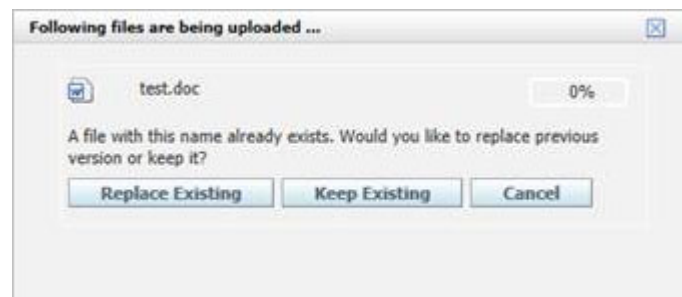 Following files are being uploaded ...
test.doc 0%
A file with this name already exists. Would you like to replace previous
version or keep it?
Replace Existing Keep Existing Cancel